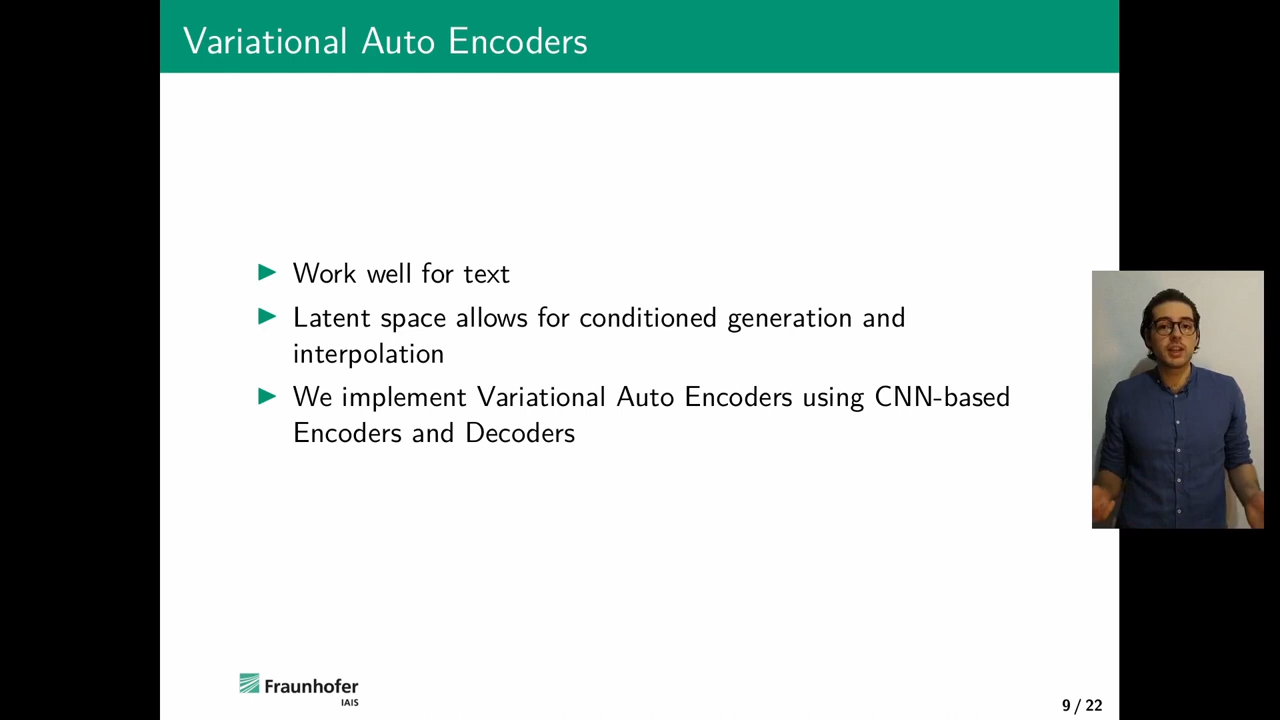 Variational Auto Encoders
Work well for text
Latent space allows for conditioned generation and
interpolation
We implement Variational Auto Encoders using CNN-based
Encoders and Decoders
Fraunhofer
IAIS
9 / 22